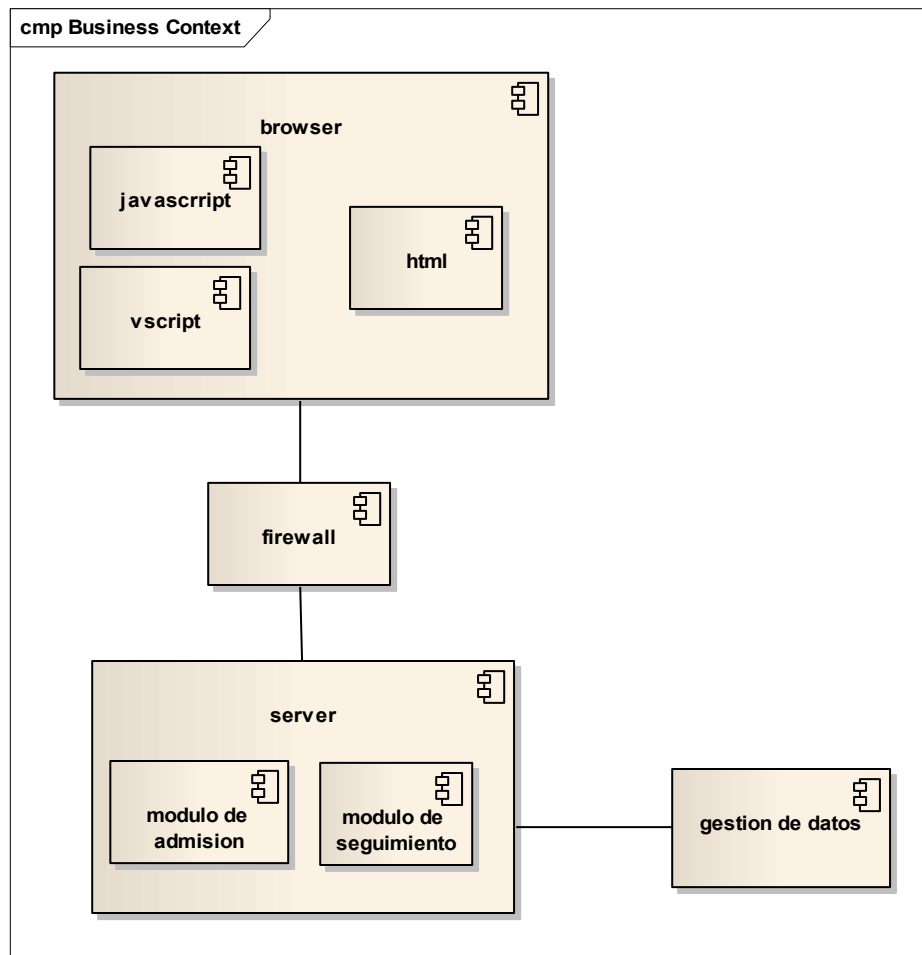 cmp Business Context
browser
javascrript
html
vscript
firewall
server
modulo de
admision
modulo de
seguimiento
gestion de datos